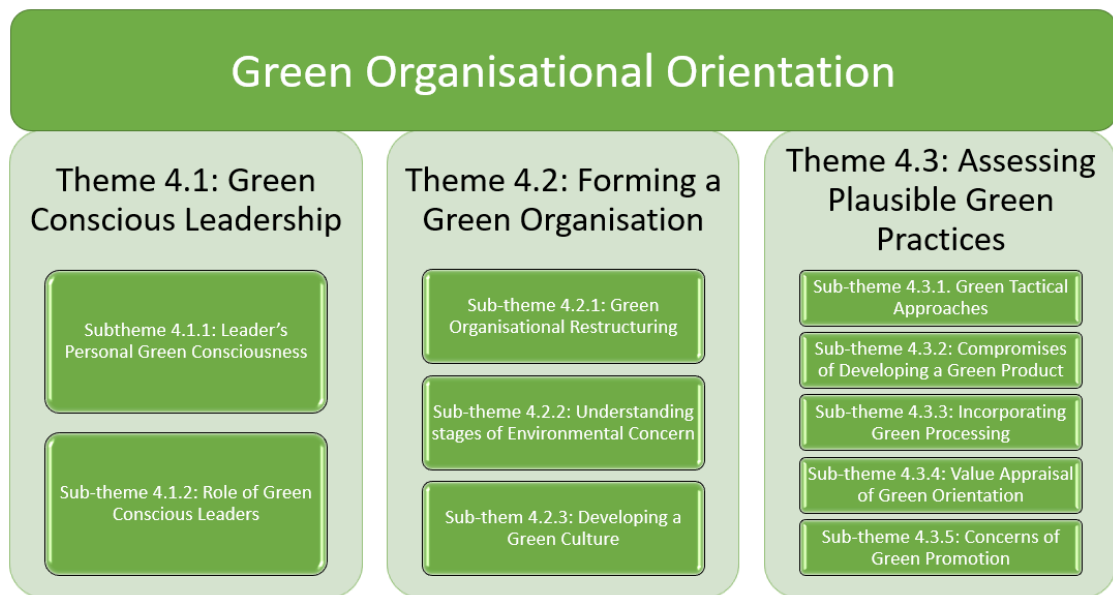 Green Organisational Orientation
Theme 4.1: Green
Conscious Leadership
Subtheme 4.1.1: Leader’s
Personal Green Consciousness
Sub-theme 4.1.2: Role of Green
Conscious Leaders
Theme 4.2: Forming a
Green Organisation
Sub-theme 4.2.1: Green
Organisational Restructuring
Sub-theme 4.2.2: Understanding
stages of Environmental Concern
Sub-them 4.2.3: Developing a
Green Culture
Theme 4.3: Assessing
Plausible Green
Practices
Sub-theme 4.3.1. Green Tactical
Approaches
Sub-theme 4.3.2: Compromises
of Developing a Green Product
Sub-theme 4.3.3: Incorporating
Green Processing
Sub-theme 4.3.4: Value Appraisal
of Green Orientation
Sub-theme 4.3.5: Concerns of
Green Promotion